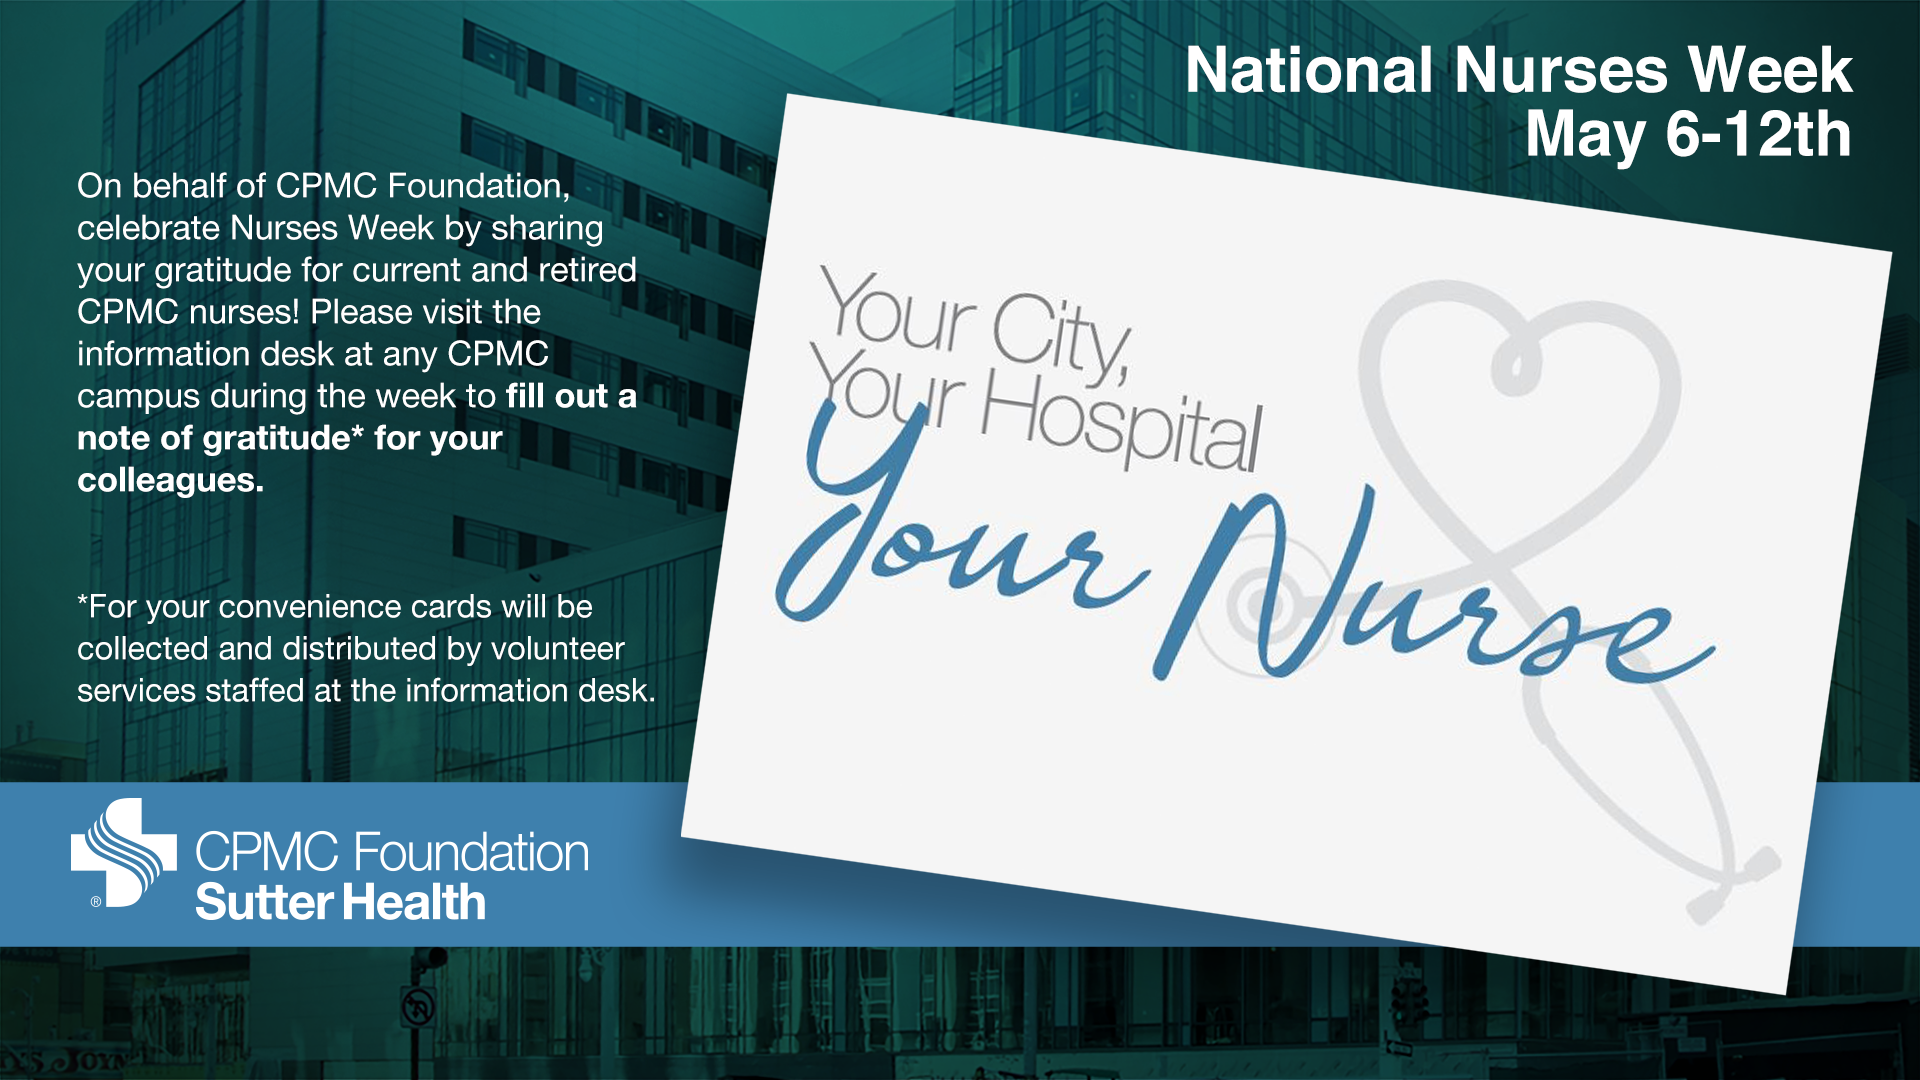 National Nurses Week
May 6-12th
On behalf of CPMC Foundation,
celebrate Nurses Week by sharing
your gratitude for current and retired
CPMC nurses! Please visit the
information desk at any CPMC
campus during the week to fill out a
note of gratitude* for your
colleagues.
*For your convenience cards will be
collected and distributed by volunteer
services staffed at the information desk.
Your City,
Your Hospital
Your Nurse
CPMC Foundation
Sutter Health
®